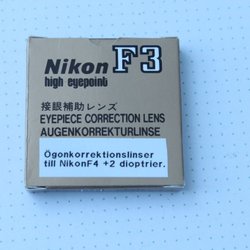 Nikon F3
high eyepoint
接眼補助レンズ
EYEPIECE CORRECTION LENS
AUGENKORREKTURLINSE
Ögonkorrektionslinser
till NikonF4 +2 dioptrier.